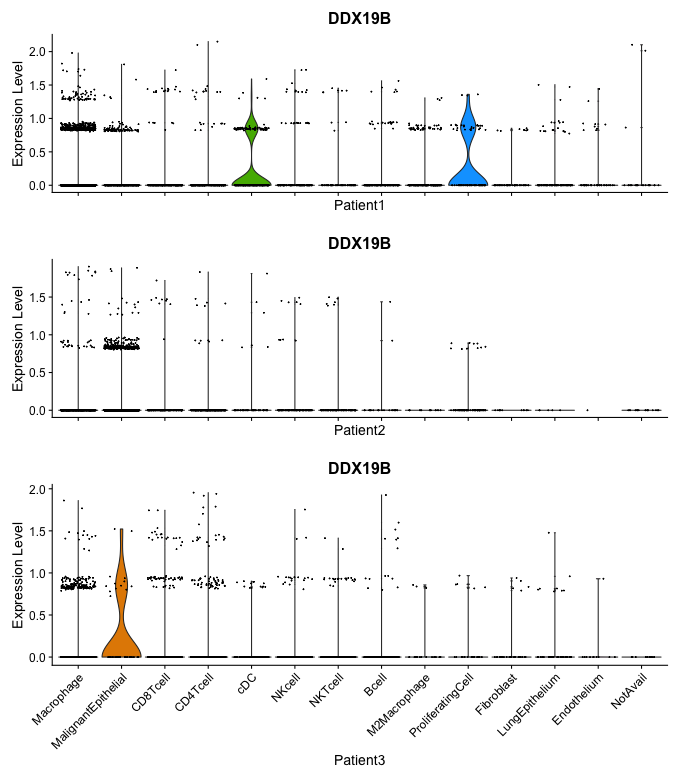 DDX19B
Expression Level
2.0
1.5
1.0
0.5
0.0
Patient1
DDX19B
Expression Level
1.5
1.0
0.5
0.0
Patient2
DDX19B
Expression Level
2.0
1.5
1.0
0.5
0.0
Macrophage
MalignantEpithelial
CD8Tcell
CD4Tcell
cDC
NKcell
NKTcell
Bcell
M2Macrophage
ProliferatingCell
Fibroblast
LungEpithelium
Endothelium
NotAvail
Patient3